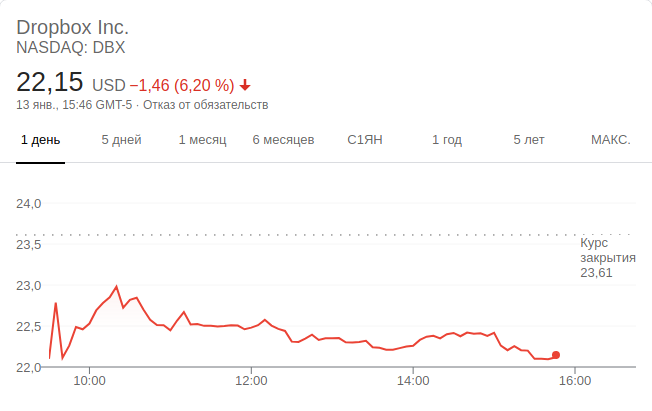 Dropbox Inc.
NASDAQ: DBX
22,15 USD −1,46 (6,20 %)
13 янв., 15:46 GMT-5 · Отказ от обязательств
1 день 5 дней 1 месяц 6 месяцев С1ЯН 1 год 5 лет МАКС.
24,0
23,5
23,0
22,5
22,0
Курс
закрытия
23,61
10:00 12:00 14:00 16:00